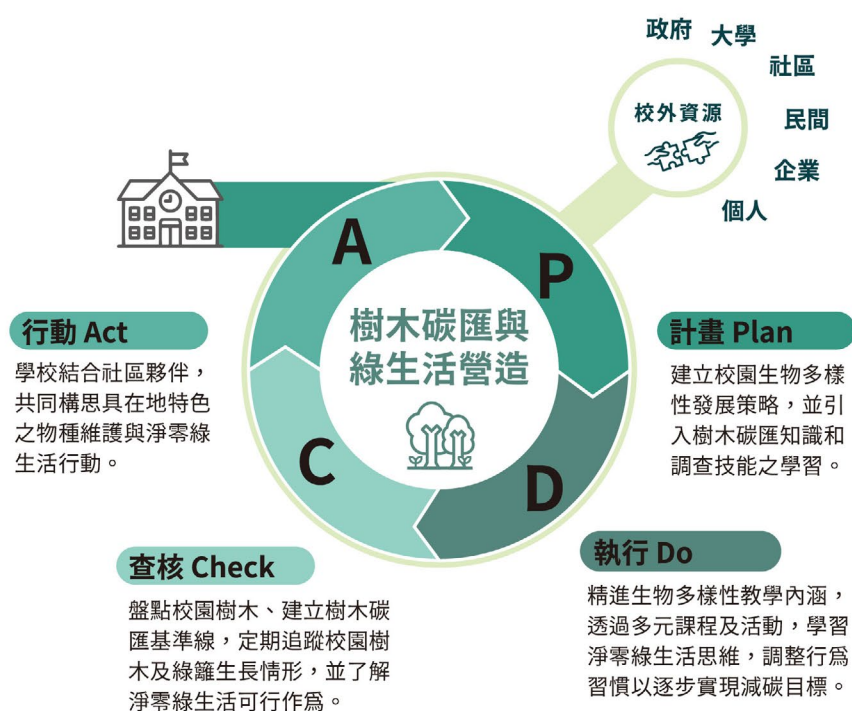 政府
大學
社區
民間
企業
個人
校外資源
A
P
C
D
樹木碳匯與
綠生活營造
行動 Act
學校結合社區夥伴，
共同構思具在地特色
之物種維護與淨零綠
生活行動。
計畫 Plan
建立校園生物多樣
性發展策略，並引
入樹木碳匯知識和
調查技能之學習。
查核 Check
盤點校園樹木、建立樹木碳
匯基準線，定期追蹤校園樹
木及綠籬生長情形，並了解
淨零綠生活可行作爲。
執行 Do
精進生物多樣性教學內涵，
透過多元課程及活動，學習
淨零綠生活思維，調整行爲
習慣以逐步實現減碳目標。